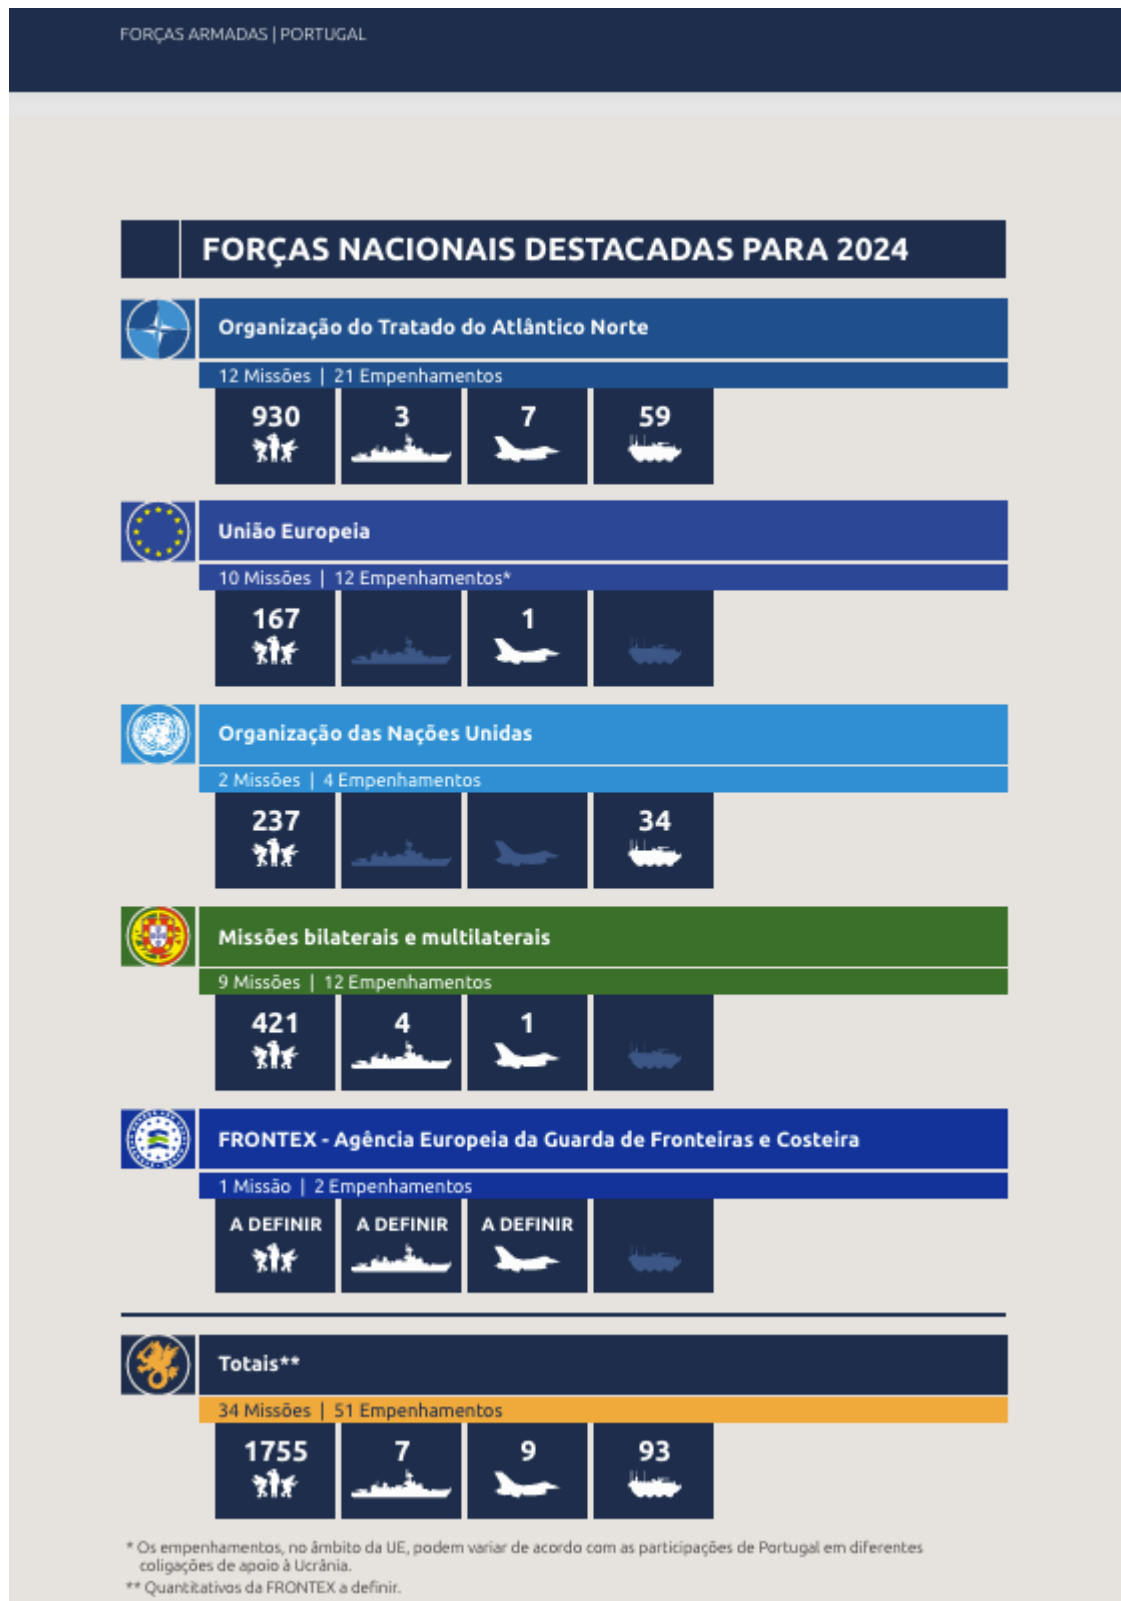 FORÇAS ARMADAS | PORTUGAL
FORÇAS NACIONAIS DESTACADAS PARA 2024
Organização do Tratado do Atlântico Norte
12 Missões | 21 Empenhamentos
930 3 7 59
União Europeia
10 Missões | 12 Empenhamentos*
167 1
Organização das Nações Unidas
2 Missões | 4 Empenhamentos
237 34
Missões bilaterais e multilaterais
9 Missões | 12 Empenhamentos
421 4 1
FRONTEX - Agência Europeia da Guarda de Fronteiras e Costeira
1 Missão | 2 Empenhamentos
A DEFINIR A DEFINIR A DEFINIR
Totais**
34 Missões | 51 Empenhamentos
1755 7 9 93
* Os empenhamentos, no âmbito da UE, podem variar de acordo com as participações de Portugal em diferentes
coligações de apoio à Ucrânia.
** Quantitativos da FRONTEX a definir.